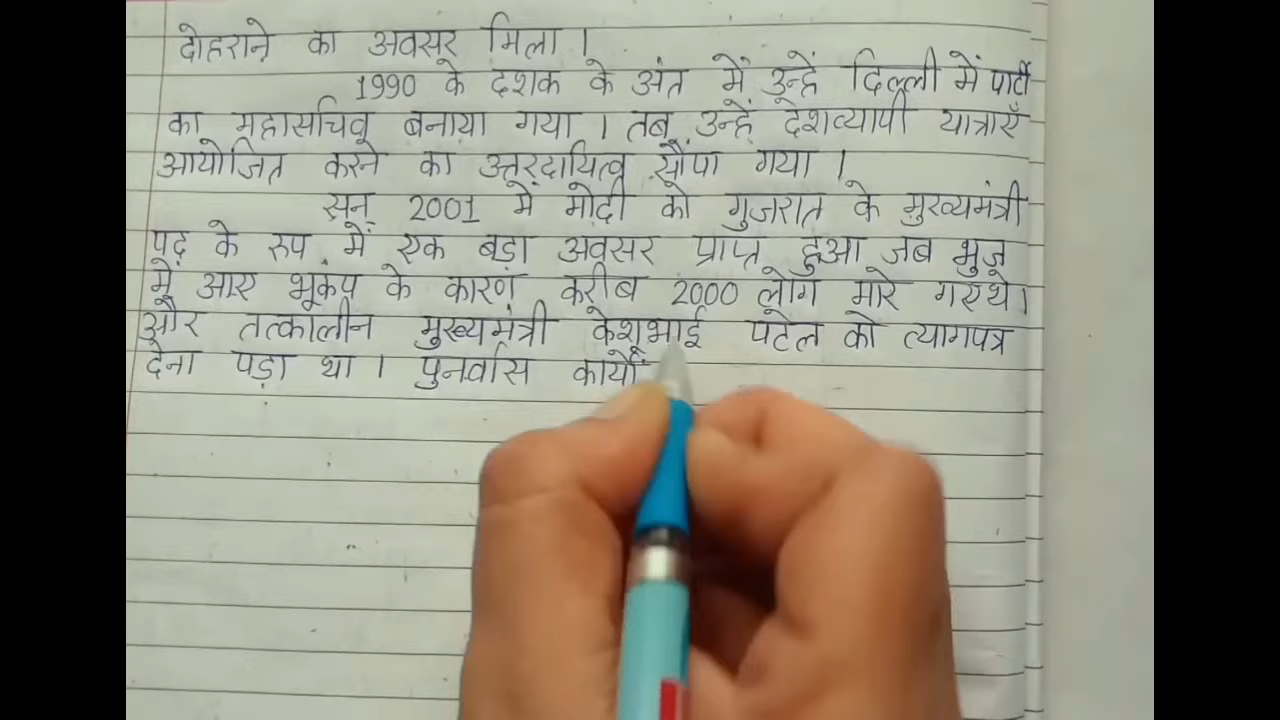 दोहराने का अवसर मिला ।
1990 के दशक के अंत में उन्हें दिल्ली में पार्टी
का महासचिव बनाया गया । तब उन्हें देशव्यापी यात्राएँ
आयोजित करने का उत्तरदायित्व सौंपा गया ।
सन् 2001 में मोदी को गुजरात के मुख्यमंत्री
पद के रुप में एक बड़ा अवसर प्राप्त हुआ जब भुज
में आए भूकंप के कारण करीब 2000 लोग मारे गए थे।
और तत्कालीन मुख्यमंत्री केशूभाई पटेल को त्यागपत्र
देना पड़ा था । पुनर्वास कार्यों